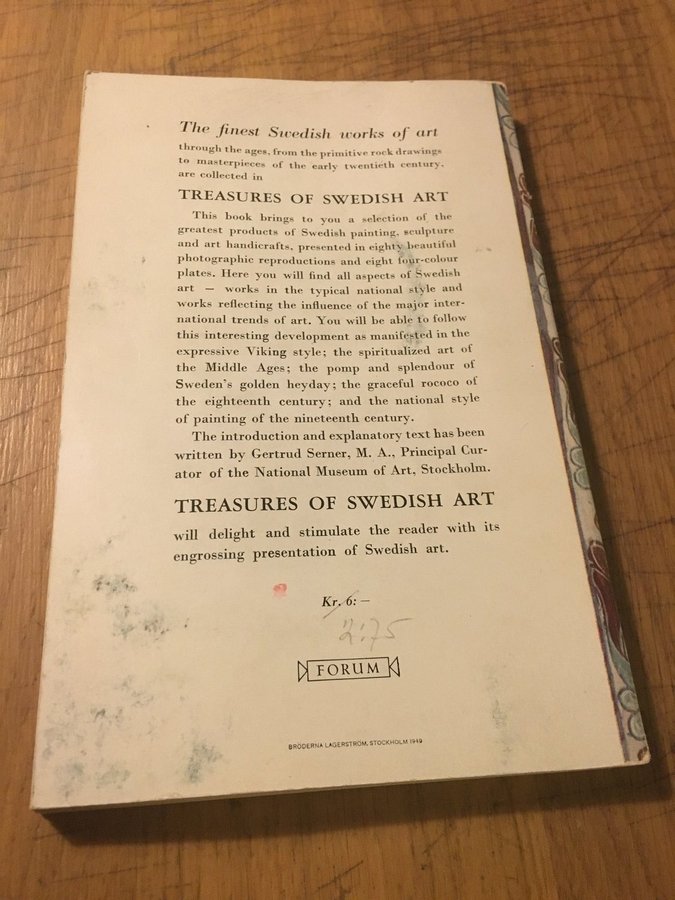 The finest Swedish works of art
through the ages, from the primitive rock drawings
to masterpieces of the early twentieth century,
are collected in
TREASURES OF SWEDISH ART
This book brings to you a selection of the
greatest products of Swedish painting, sculpture
and art handicrafts, presented in eighty beautiful
photographic reproductions and eight four-colour
plates. Here you will find all aspects of Swedish
art — works in the typical national style and
works reflecting the influence of the major inter-
national trends of art. You will be able to follow
this interesting development as manifested in the
expressive Viking style; the spiritualized art of
the Middle Ages; the pomp and splendour of
Sweden's golden heyday; the graceful rococo of
the eighteenth century; and the national style
of painting of the nineteenth century.
The introduction and explanatory text has been
written by Gertrud Serner, M. A., Principal Cur-
ator of the National Museum of Art, Stockholm.
TREASURES OF SWEDISH ART
will delight and stimulate the reader with its
engrossing presentation of Swedish art.
Kr. 6: —
2:75
FORUM
BRÖDERNA LAGERSTRÖM, STOCKHOLM 1949